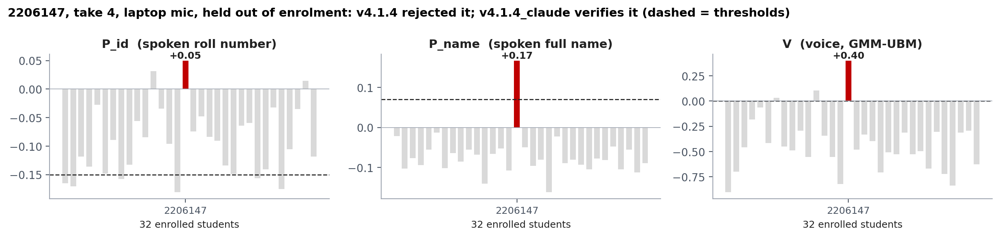 2206147, take 4, laptop mic, held out of enrolment: v4.1.4 rejected it; v4.1.4_claude verifies it (dashed = thresholds)
P_id  (spoken roll number)
+0.05
0.05
0.00
−0.05
−0.10
−0.15
2206147
32 enrolled students
P_name  (spoken full name)
+0.17
0.1
0.0
−0.1
2206147
32 enrolled students
V  (voice, GMM-UBM)
+0.40
0.25
0.00
−0.25
−0.50
−0.75
2206147
32 enrolled students